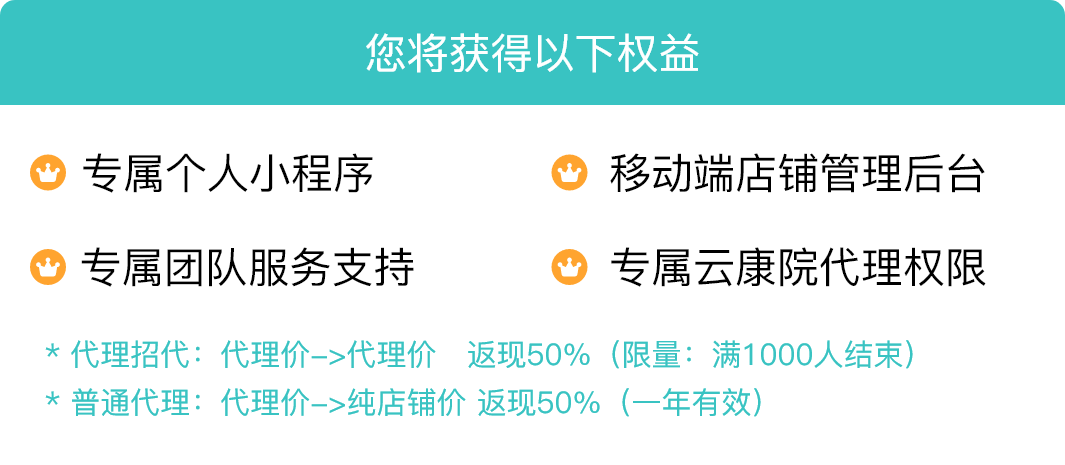 您将获得以下权益
专属个人小程序
移动端店铺管理后台
专属团队服务支持
专属云康院代理权限
* 代理招代：代理价->代理价 返现50%（限量：满1000人结束）
* 普通代理：代理价->纯店铺价 返现50%（一年有效）